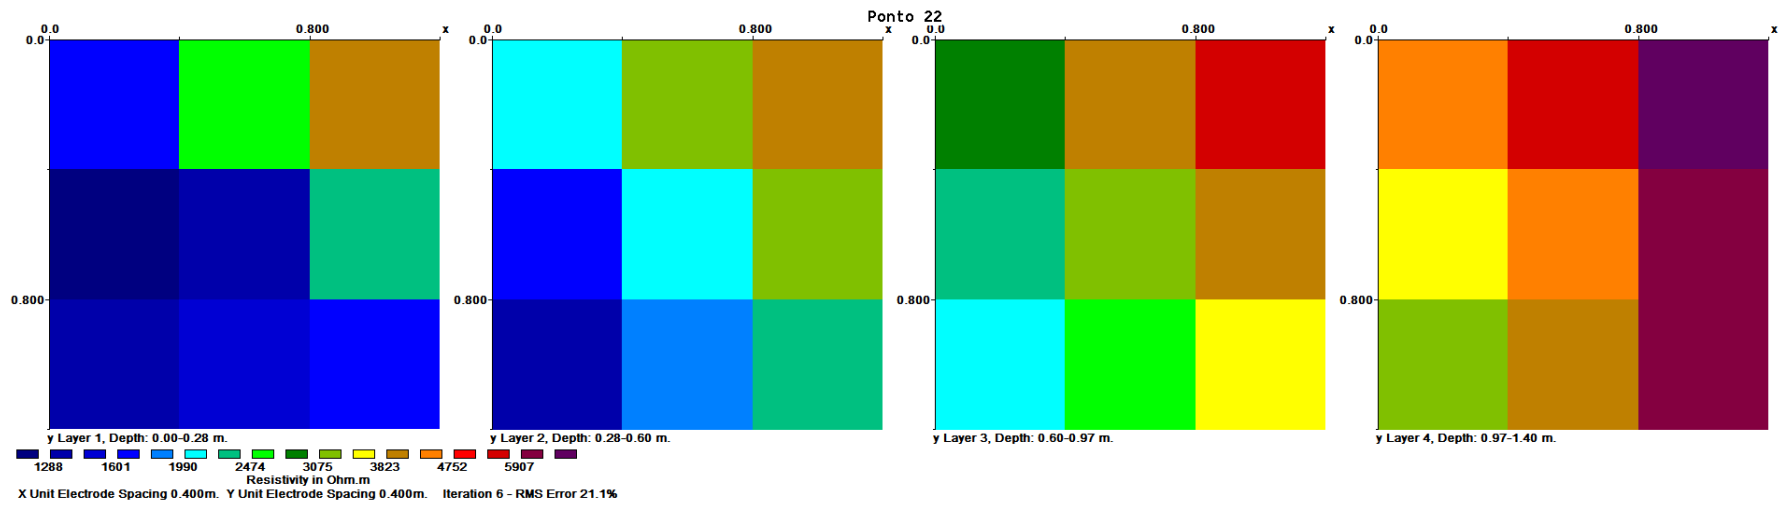 Ponto 22
0.0 0.800 x 0.0 0.800 x 0.0 0.800 x 0.0 0.800 x
0.0 0.0 0.0 0.0
0.800 0.800 0.800 0.800
y Layer 1, Depth: 0.00-0.28 m. y Layer 2, Depth: 0.28-0.60 m. y Layer 3, Depth: 0.60-0.97 m. y Layer 4, Depth: 0.97-1.40 m.
1288 1601 1990 2474 3075 3823 4752 5907
Resistivity in Ohm.m
X Unit Electrode Spacing 0.400m. Y Unit Electrode Spacing 0.400m. Iteration 6 - RMS Error 21.1%